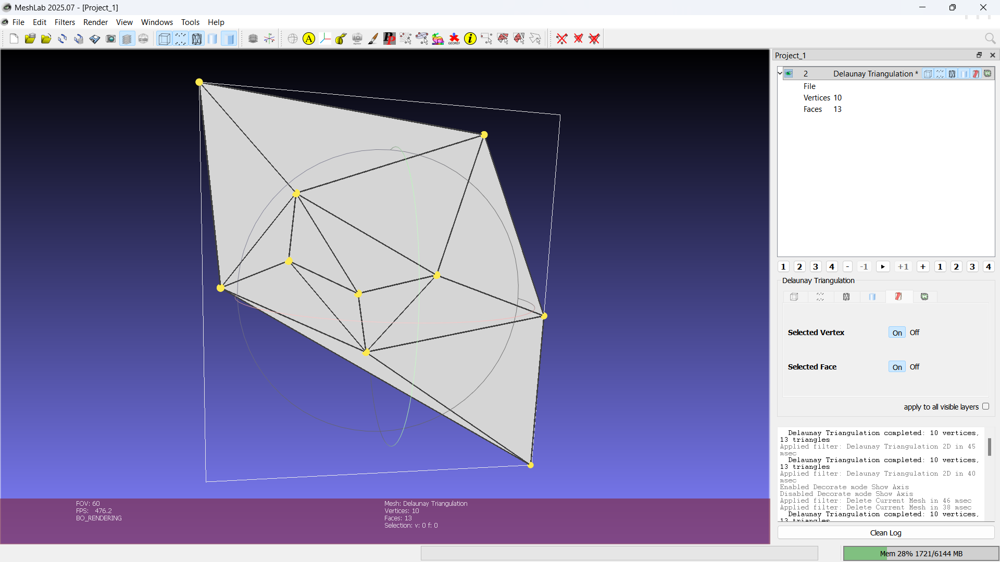 MeshLab 2025.07 - [Project_1]
File Edit Filters Render View Windows Tools Help
A PP GEOREF i
Project_1
2 Delaunay Triangulation *
File
Vertices 10
Faces 13
1 2 3 4 - -1 +1 + 1 2 3 4
Delaunay Triangulation
Selected Vertex On Off
Selected Face On Off
apply to all visible layers
Delaunay Triangulation completed: 10 vertices,
13 triangles
Applied filter: Delaunay Triangulation 2D in 45
msec
Delaunay Triangulation completed: 10 vertices,
13 triangles
Applied filter: Delaunay Triangulation 2D in 40
msec
Enabled Decorate mode Show Axis
Disabled Decorate mode Show Axis
Applied filter: Delete Current Mesh in 46 msec
Applied filter: Delete Current Mesh in 38 msec
Delaunay Triangulation completed: 10 vertices,
13 triangles
Clean Log
FOV: 60
FPS: 476.2
BO_RENDERING
Mesh: Delaunay Triangulation
Vertices: 10
Faces: 13
Selection: v: 0 f: 0
Mem 28% 1721/6144 MB